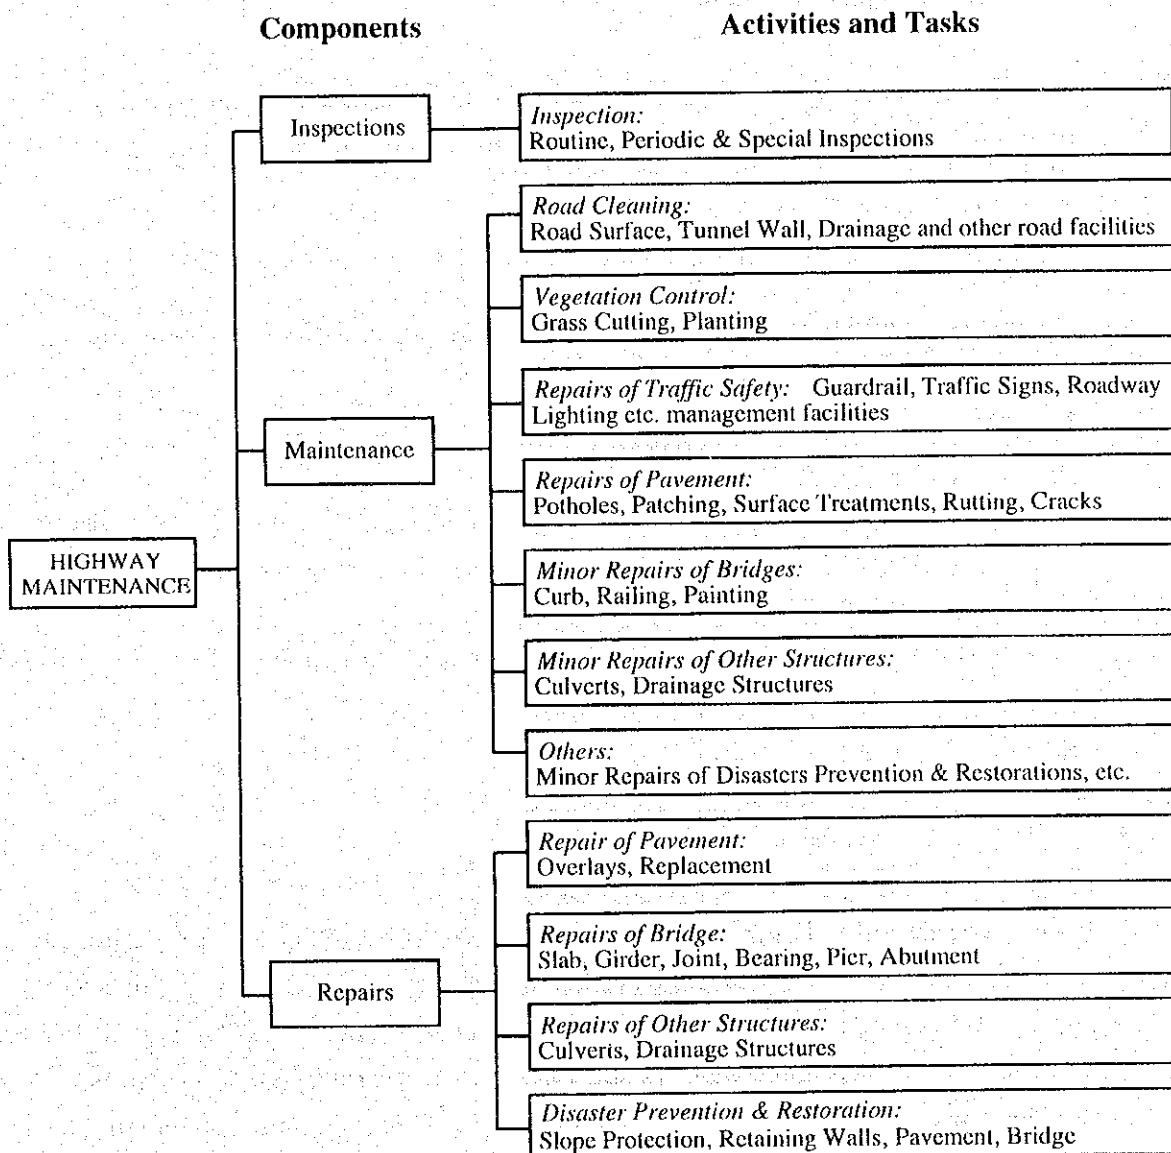 Components
Activities and Tasks
Inspections
Inspection:
Routine, Periodic & Special Inspections
Road Cleaning:
Road Surface, Tunnel Wall, Drainage and other road facilities
Vegetation Control:
Grass Cutting, Planting
Repairs of Traffic Safety: Guardrail, Traffic Signs, Roadway
Lighting etc. management facilities
Maintenance
Repairs of Pavement:
Potholes, Patching, Surface Treatments, Rutting, Cracks
HIGHWAY
MAINTENANCE
Minor Repairs of Bridges:
Curb, Railing, Painting
Minor Repairs of Other Structures:
Culverts, Drainage Structures
Others:
Minor Repairs of Disasters Prevention & Restorations, etc.
Repair of Pavement:
Overlays, Replacement
Repairs of Bridge:
Slab, Girder, Joint, Bearing, Pier, Abutment
Repairs
Repairs of Other Structures:
Culverts, Drainage Structures
Disaster Prevention & Restoration:
Slope Protection, Retaining Walls, Pavement, Bridge